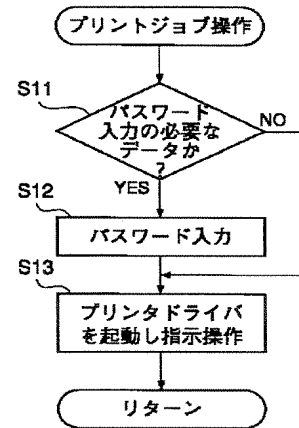 プリントジョブ操作
S11
パスワード
入力の必要な
データか
?
NO
YES
S12
パスワード入力
S13
プリンタドライバ
を起動し指示操作
リターン